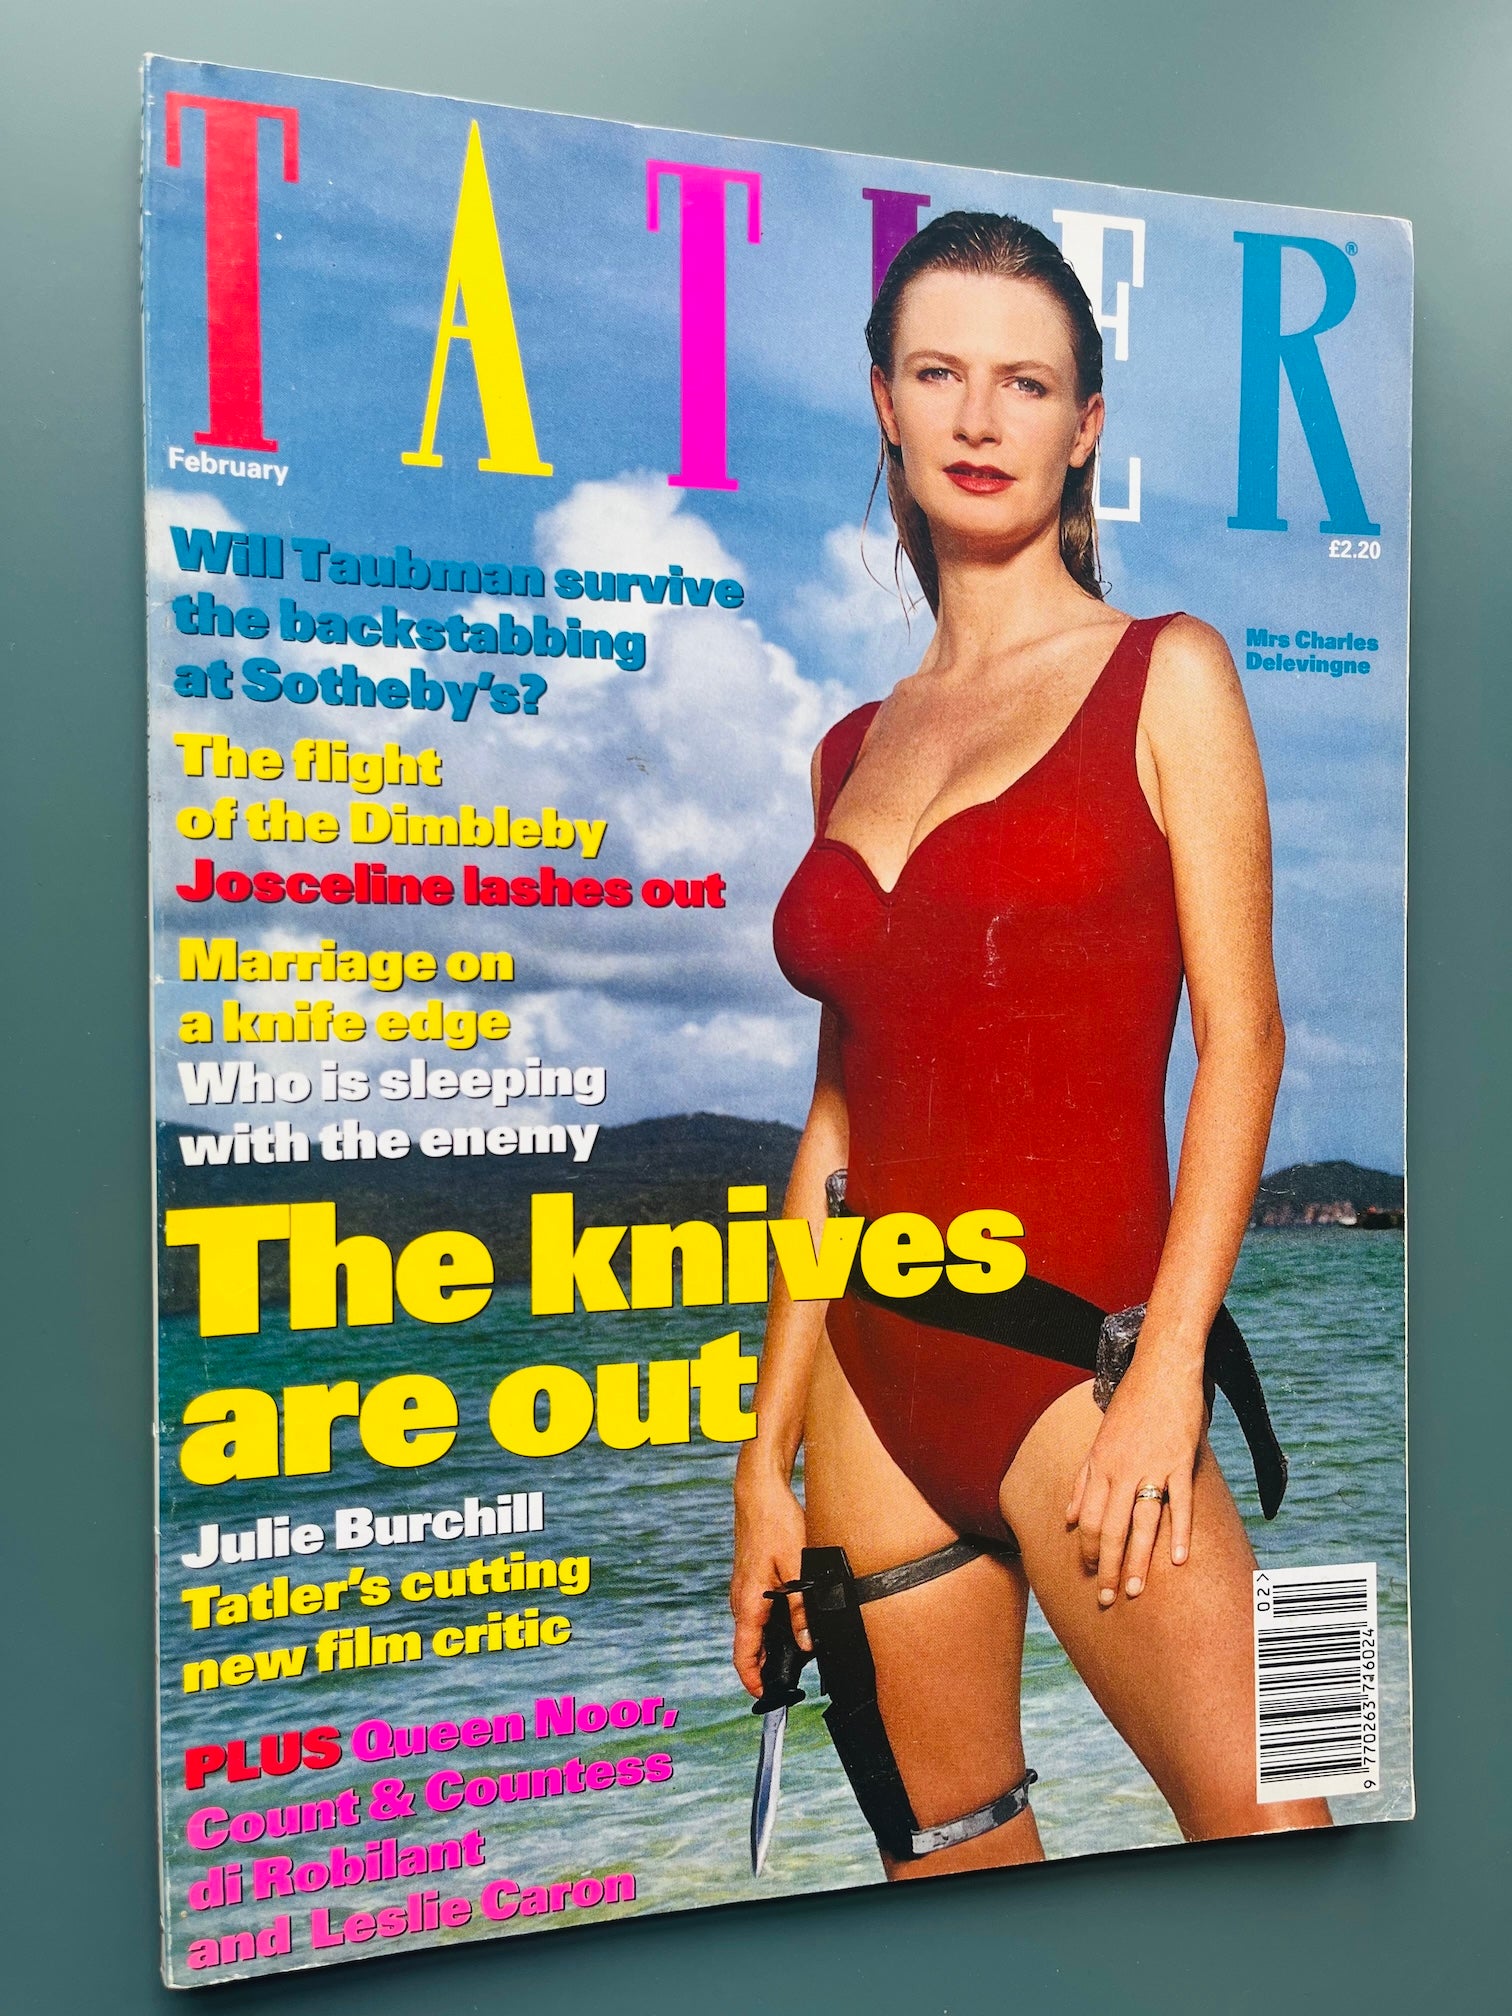 TATLER®
February
£2.20
Mrs Charles
Delevingne
Will Taubman survive
the backstabbing
at Sotheby's?
The flight
of the Dimbleby
Josceline lashes out
Marriage on
a knife edge
Who is sleeping
with the enemy
The knives
are out
Julie Burchill
Tatler's cutting
new film critic
PLUS Queen Noor,
Count & Countess
di Robilant
and Leslie Caron
02>
9 770263 716024